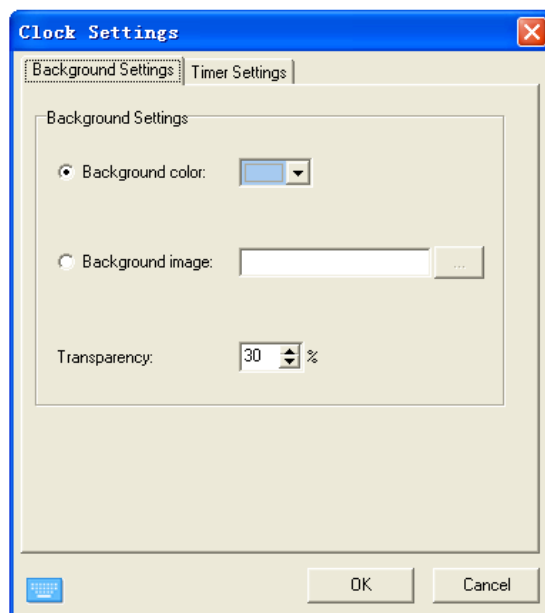 Clock Settings
Background Settings Timer Settings
Background Settings
Background color:
Background image: ...
Transparency: 30 %
OK Cancel